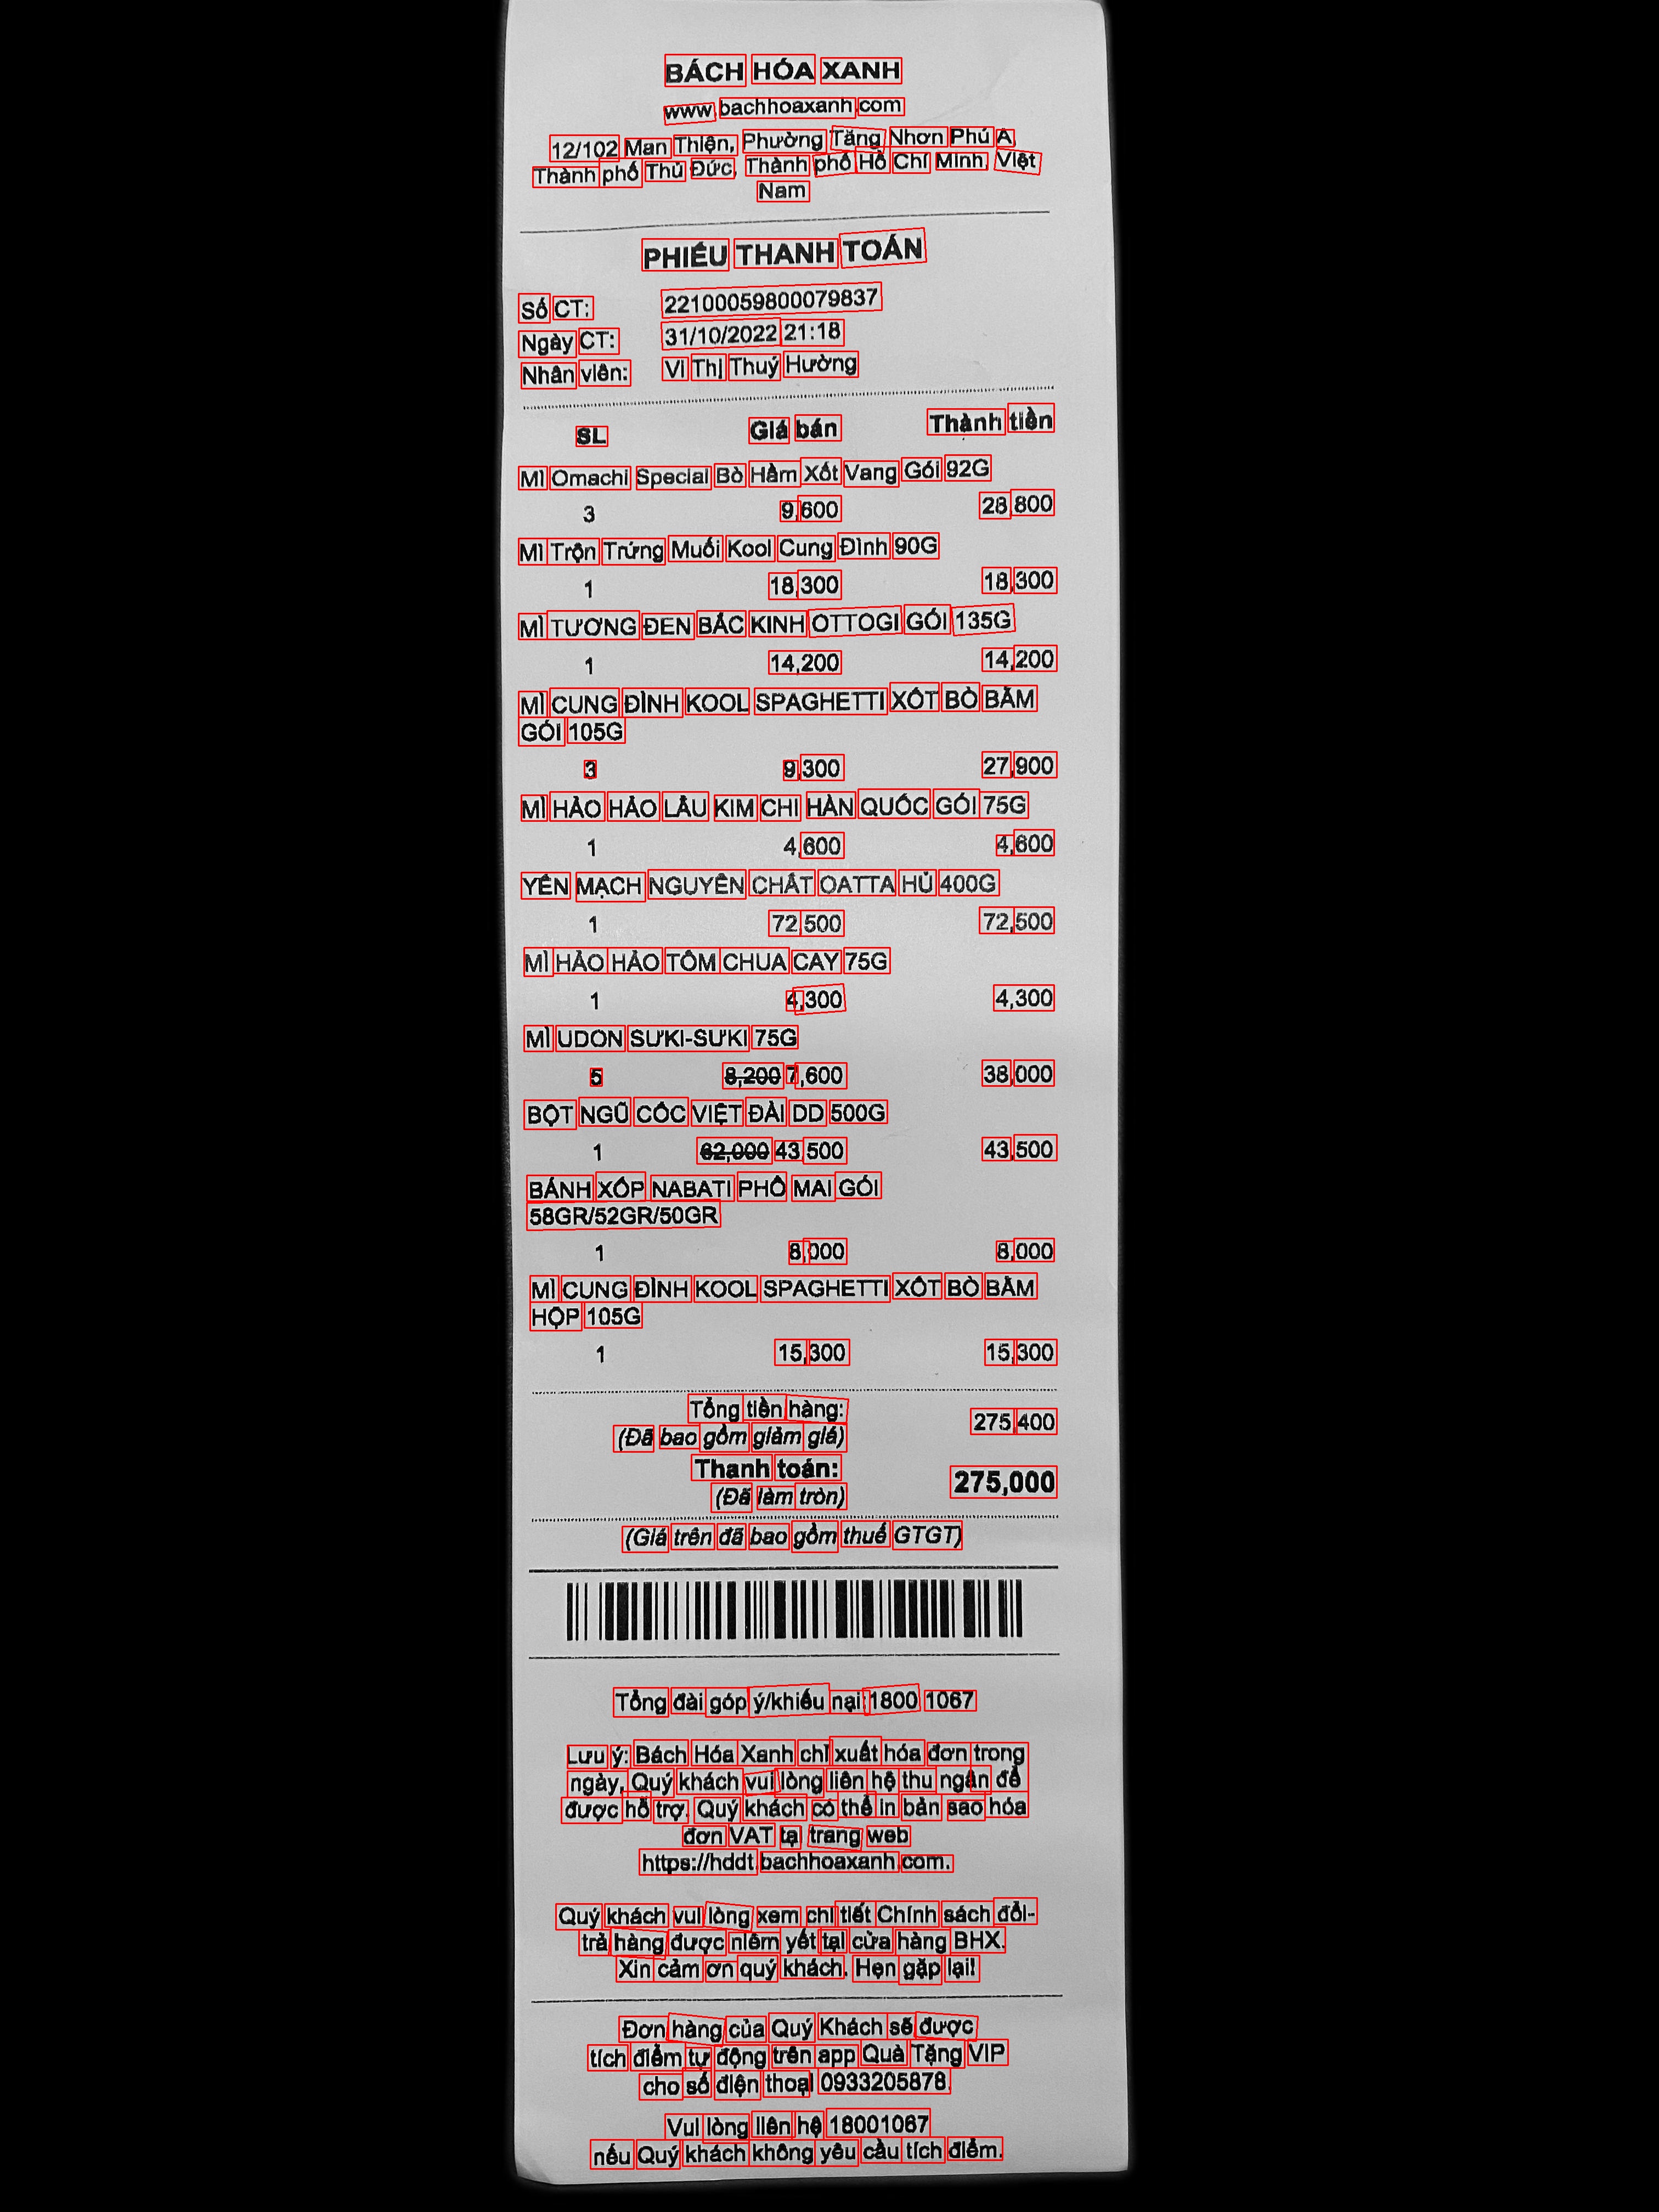 BÁCH HÓA XANH
www.bachhoaxanh.com
12/102 Man Thiện, Phường Tăng Nhơn Phú A
Thành phố Thủ Đức, Thành phố Hồ Chí Minh, Việt
Nam
PHIẾU THANH TOÁN
Số CT: 22100059800079837
Ngày CT: 31/10/2022 21:18
Nhân viên: Vi Thị Thuý Hường
SL Giá bán Thành tiền
Mì Omachi Special Bò Hầm Xốt Vang Gói 92G
3 9,600 28,800
Mì Trộn Trứng Muối Kool Cung Đình 90G
1 18,300 18,300
MÌ TƯƠNG ĐEN BẮC KINH OTTOGI GÓI 135G
1 14,200 14,200
MÌ CUNG ĐÌNH KOOL SPAGHETTI XỐT BÒ BẰM
GÓI 105G
3 9,300 27,900
MÌ HẢO HẢO LẨU KIM CHI HÀN QUỐC GÓI 75G
1 4,600 4,600
YẾN MẠCH NGUYÊN CHẤT OATTA HỦ 400G
1 72,500 72,500
MÌ HẢO HẢO TÔM CHUA CAY 75G
1 4,300 4,300
MÌ UDON SƯKI-SƯKI 75G
5 8,200 7,600 38,000
BỘT NGŨ CỐC VIỆT ĐÀI DD 500G
1 62,000 43,500 43,500
BÁNH XỐP NABATI PHÔ MAI GÓI
58GR/52GR/50GR
1 8,000 8,000
MÌ CUNG ĐÌNH KOOL SPAGHETTI XỐT BÒ BẰM
HỘP 105G
1 15,300 15,300
Tổng tiền hàng: 275,400
(Đã bao gồm giảm giá)
Thanh toán: 275,000
(Đã làm tròn)
(Giá trên đã bao gồm thuế GTGT)
Tổng đài góp ý/khiếu nại: 1800 1067
Lưu ý: Bách Hóa Xanh chỉ xuất hóa đơn trong
ngày, Quý khách vui lòng liên hệ thu ngân để
được hỗ trợ. Quý khách có thể in bản sao hóa
đơn VAT tại trang web
https://hddt.bachhoaxanh.com.
Quý khách vui lòng xem chi tiết Chính sách đổi-
trả hàng được niêm yết tại cửa hàng BHX.
Xin cảm ơn quý khách. Hẹn gặp lại!
Đơn hàng của Quý Khách sẽ được
tích điểm tự động trên app Quà Tặng VIP
cho số điện thoại 0933205878.
Vui lòng liên hệ 18001067
nếu Quý khách không yêu cầu tích điểm.